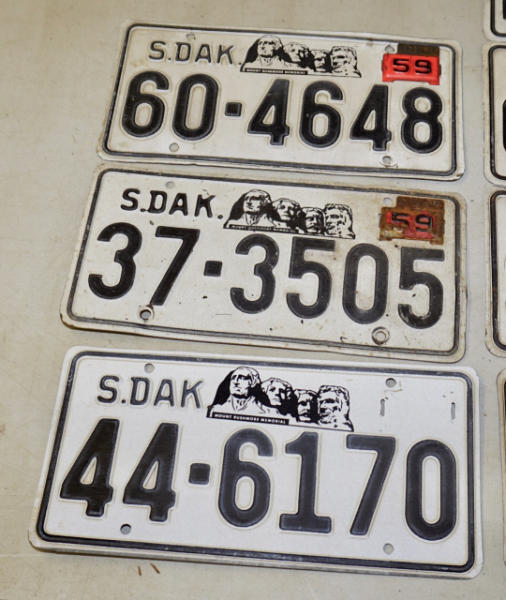 S.DAK. 59
MOUNT RUSHMORE MEMORIAL
60-4648
S.DAK. 59
MOUNT RUSHMORE MEMORIAL
37-3505
S.DAK
MOUNT RUSHMORE MEMORIAL
44-6170